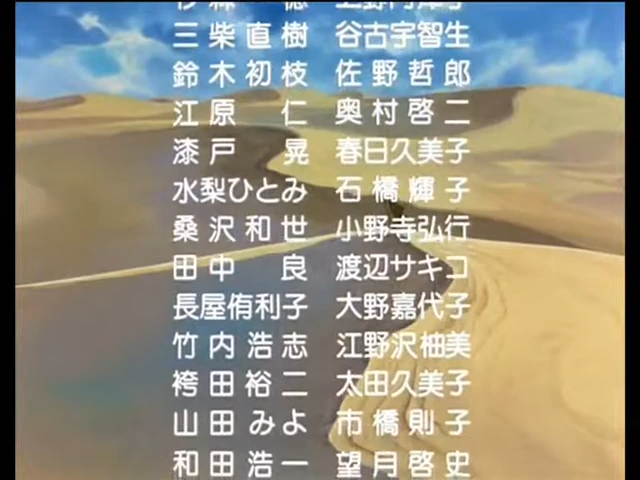 三柴直樹 谷古宇智生
鈴木初枝 佐野哲郎
江原 仁 奥村啓二
漆戸 晃 春日久美子
水梨ひとみ 石橋輝子
桑沢和世 小野寺弘行
田中 良 渡辺サキコ
長屋侑利子 大野嘉代子
竹内浩志 江野沢柚美
袴田裕二 太田久美子
山田みよ 市橋則子
和田浩一 望月啓史